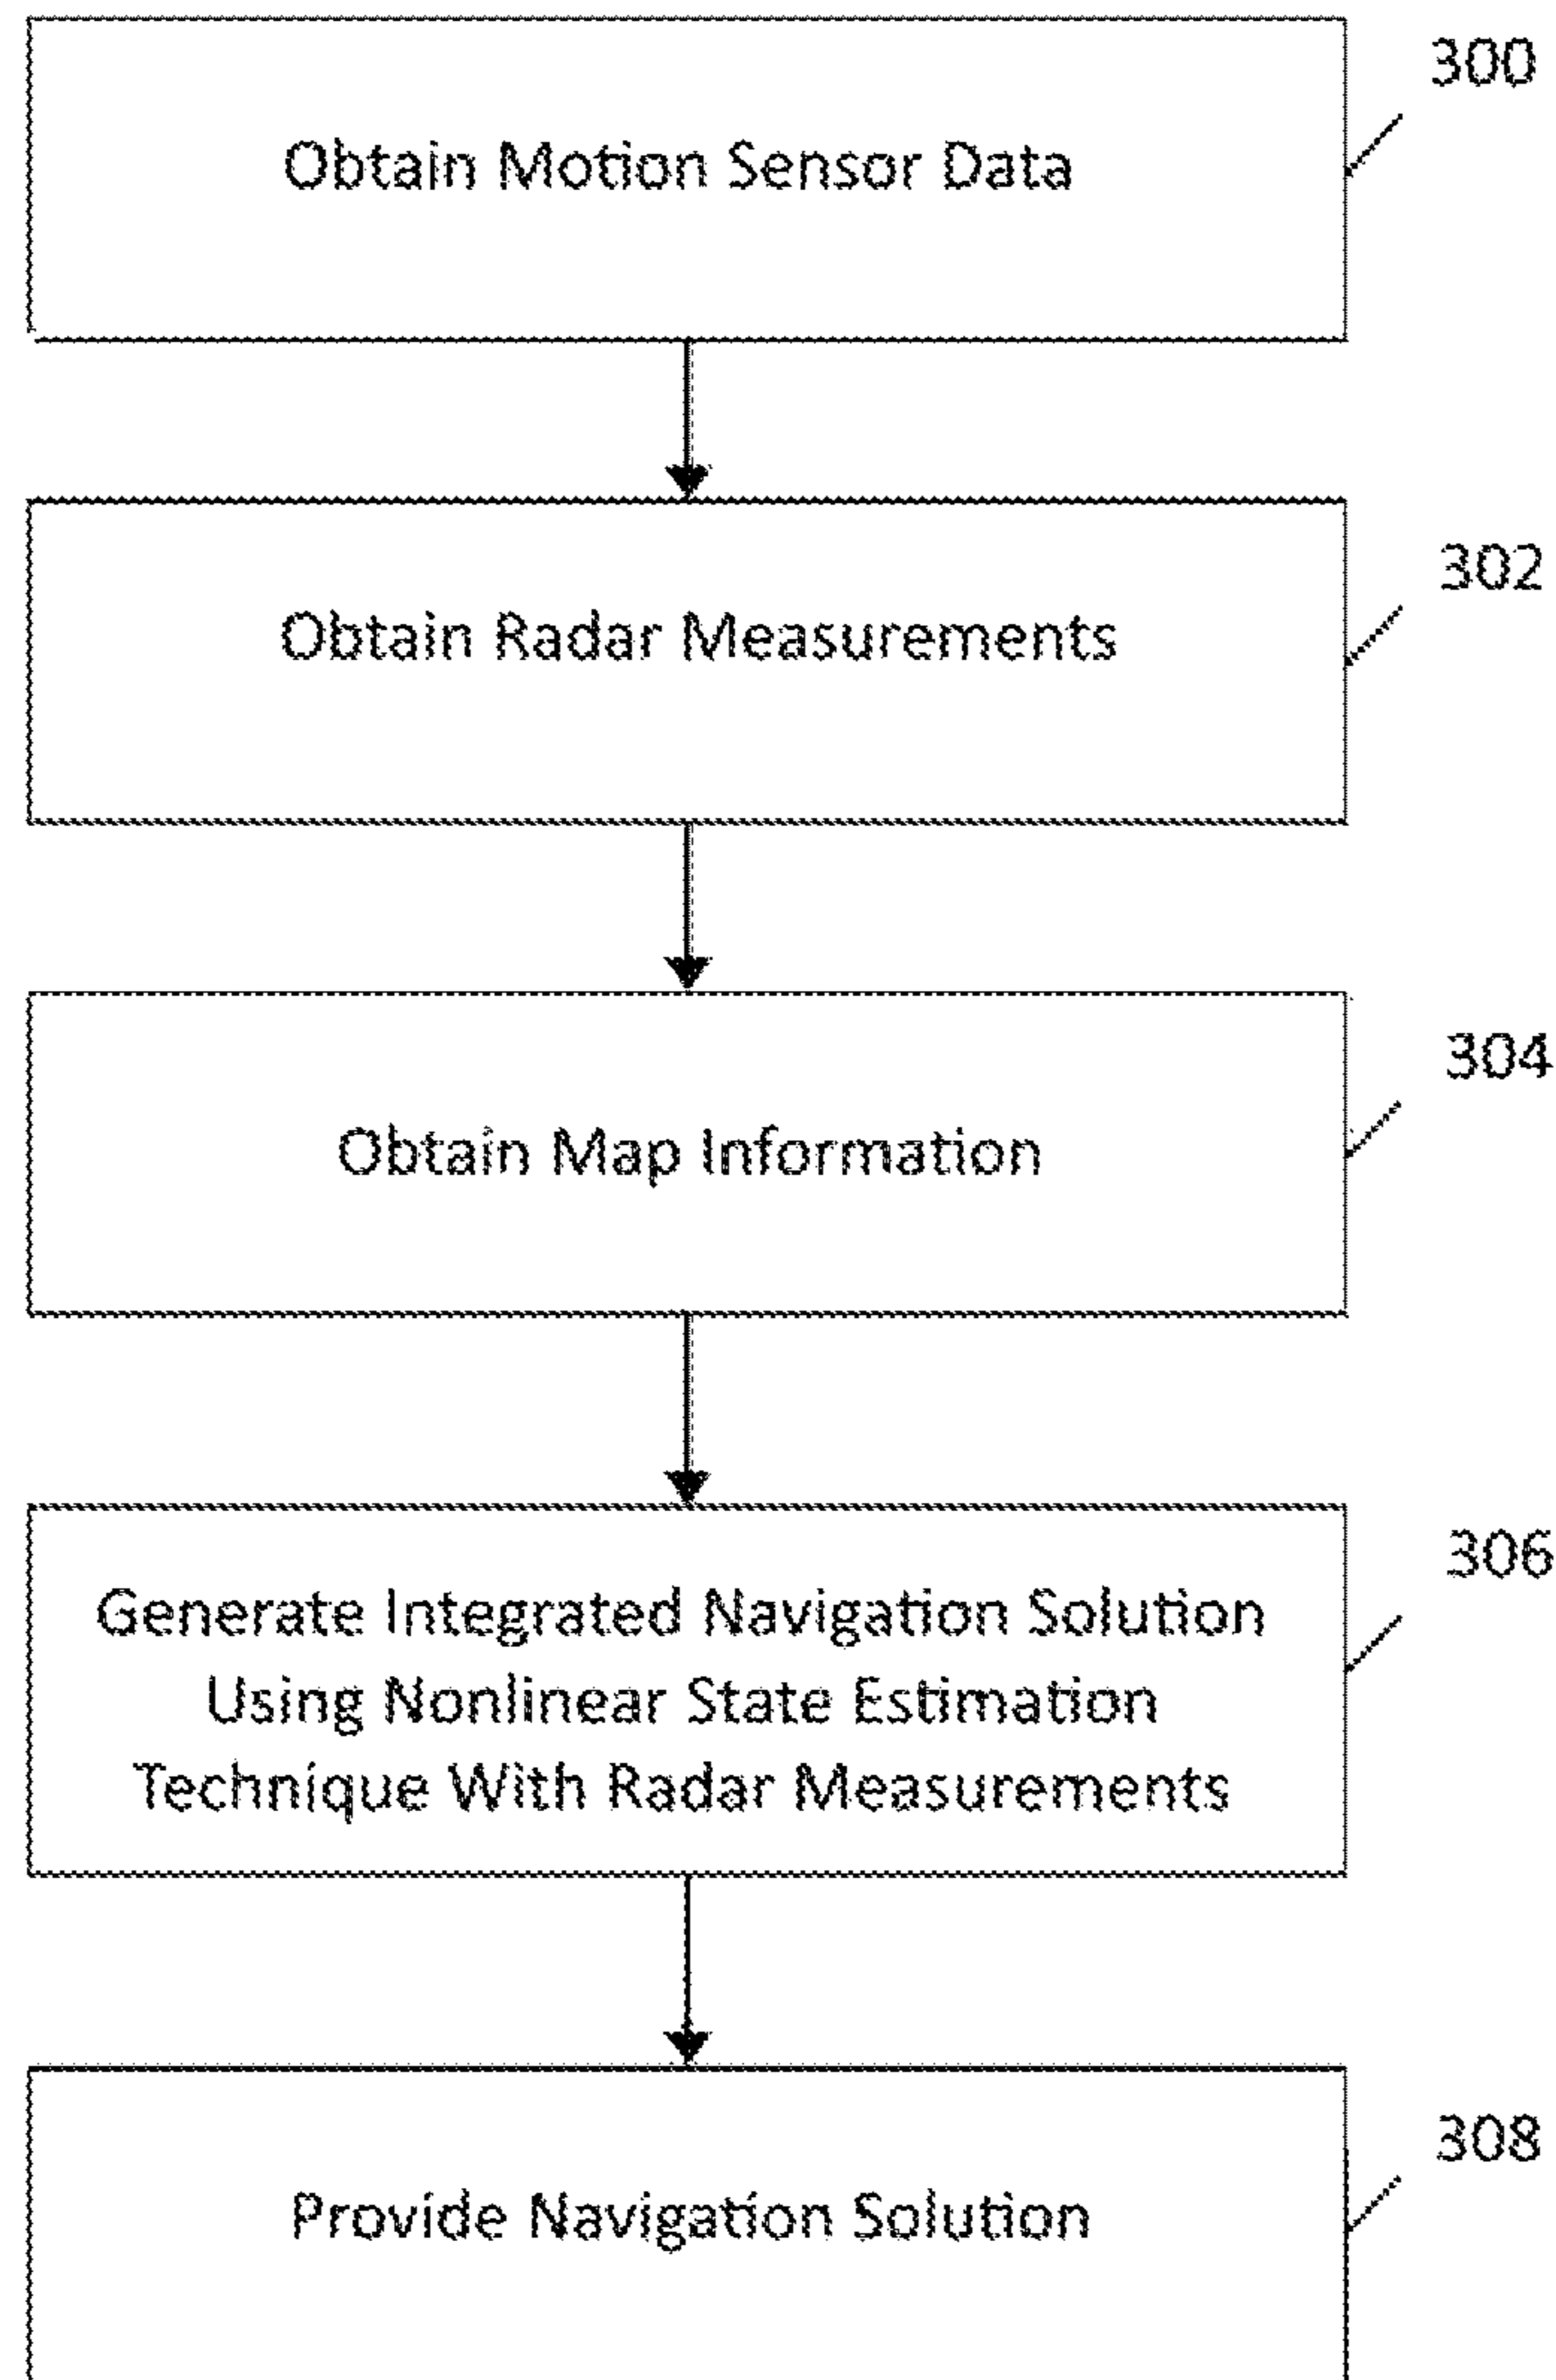 300
Obtain Motion Sensor Data
302
Obtain Radar Measurements
304
Obtain Map Information
306
Generate Integrated Navigation Solution
Using Nonlinear State Estimation
Technique With Radar Measurements
308
Provide Navigation Solution